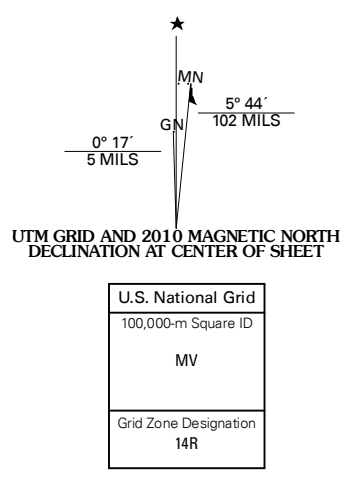 MN
5° 44´
102 MILS
GN
0° 17´
5 MILS
UTM GRID AND 2010 MAGNETIC NORTH
DECLINATION AT CENTER OF SHEET
U.S. National Grid
100,000-m Square ID
MV
Grid Zone Designation
14R